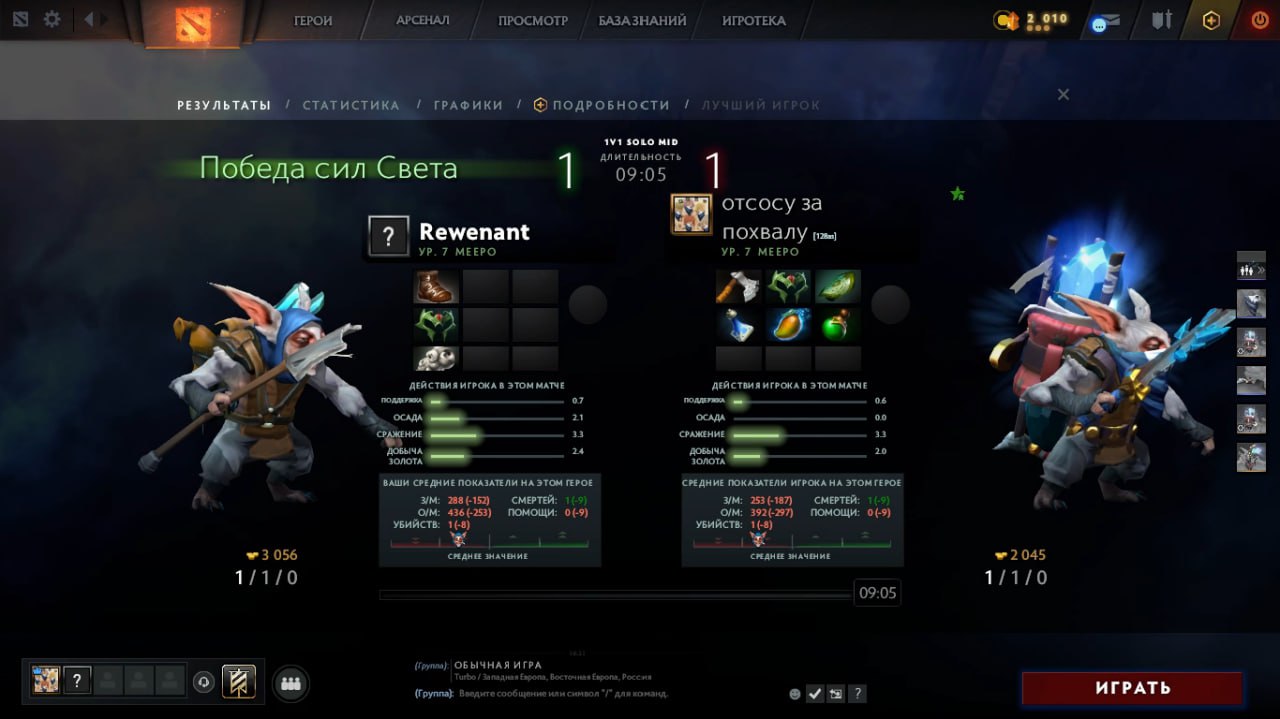 ГЕРОИ
АРСЕНАЛ
ПРОСМОТР
БАЗА ЗНАНИЙ
ИГРОТЕКА
2 010
РЕЗУЛЬТАТЫ / СТАТИСТИКА / ГРАФИКИ / ПОДРОБНОСТИ / ЛУЧШИЙ ИГРОК
Победа сил Света
1
1V1 SOLO MID
ДЛИТЕЛЬНОСТЬ
09:05
1
?
Rewenant
УР. 7 МЕЕРО
отсосу за
похвалу [128m]
УР. 7 МЕЕРО
ДЕЙСТВИЯ ИГРОКА В ЭТОМ МАТЧЕ
ПОДДЕРЖКА 0.7
ОСАДА 2.1
СРАЖЕНИЕ 3.3
ДОБЫЧА
ЗОЛОТА 2.4
ВАШИ СРЕДНИЕ ПОКАЗАТЕЛИ НА ЭТОМ ГЕРОЕ
З/М: 288 (-152) СМЕРТЕЙ: 1 (-9)
О/М: 436 (-253) ПОМОЩИ: 0 (-9)
УБИЙСТВ: 1 (-8)
СРЕДНЕЕ ЗНАЧЕНИЕ
ДЕЙСТВИЯ ИГРОКА В ЭТОМ МАТЧЕ
ПОДДЕРЖКА 0.6
ОСАДА 0.0
СРАЖЕНИЕ 3.3
ДОБЫЧА
ЗОЛОТА 2.0
СРЕДНИЕ ПОКАЗАТЕЛИ ИГРОКА НА ЭТОМ ГЕРОЕ
З/М: 253 (-187) СМЕРТЕЙ: 1 (-9)
О/М: 392 (-297) ПОМОЩИ: 0 (-9)
УБИЙСТВ: 1 (-8)
СРЕДНЕЕ ЗНАЧЕНИЕ
3 056
1 / 1 / 0
2 045
1 / 1 / 0
09:05
?
(Группа): ОБЫЧНАЯ ИГРА
Turbo / Западная Европа, Восточная Европа, Россия
(Группа): Введите сообщение или символ "/" для команд.
?
ИГРАТЬ